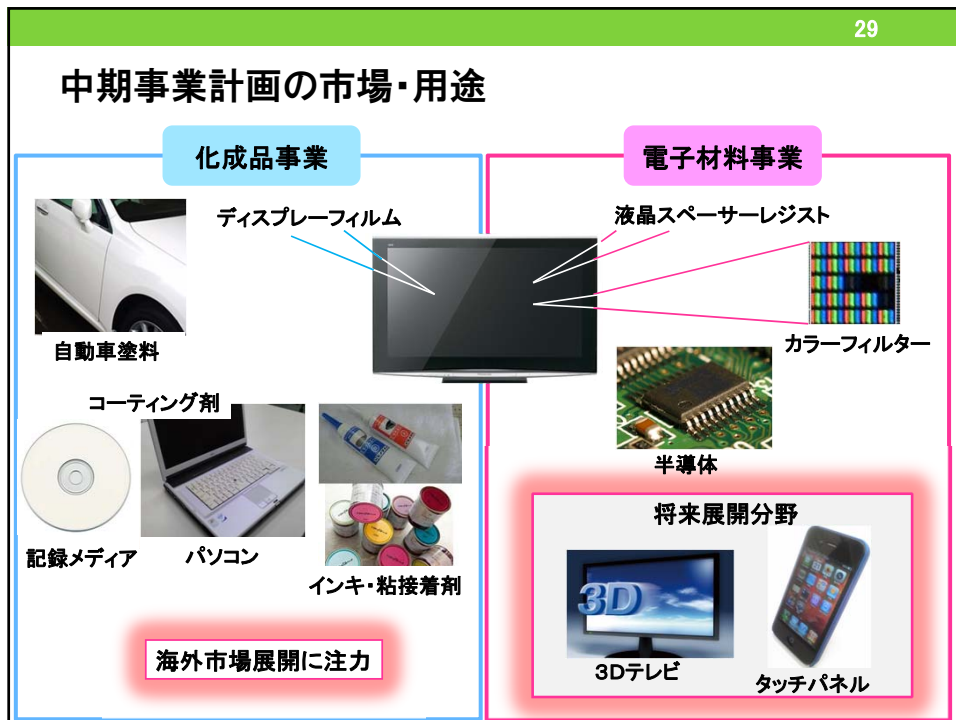 29
中期事業計画の市場・用途
化成品事業
ディスプレーフィルム
自動車塗料
コーティング剤
記録メディア
パソコン
インキ・粘接着剤
海外市場展開に注力
電子材料事業
液晶スペーサーレジスト
カラーフィルター
半導体
将来展開分野
3D
3Dテレビ
タッチパネル